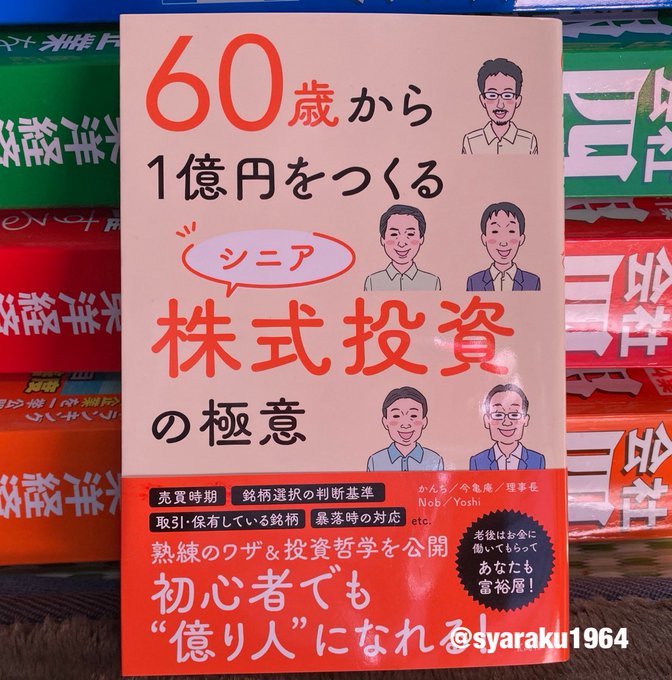 60歳から
1億円をつくる
シニア
株式投資
の極意
売買時期
銘柄選択の判断基準
取引・保有している銘柄
暴落時の対応
etc.
かんち／今亀庵／理事長
Nob／Yoshi
熟練のワザ&投資哲学を公開
初心者でも
“億り人”になれる!
老後はお金に
働いてもらって
あなたも
富裕層!
会社四
会社四
会社四
東洋経済
東洋経済
東洋経済
@syaraku1964